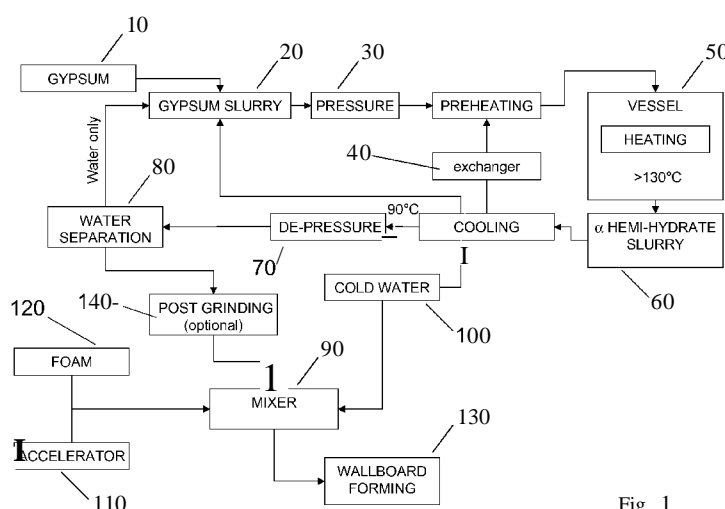 10
20
30
50
GYPSUM
GYPSUM SLURRY
PRESSURE
PREHEATING
VESSEL
HEATING
>130°C
Water only
40
exchanger
80
WATER
SEPARATION
90°C
DE-PRESSURE
COOLING
α HEMI-HYDRATE
SLURRY
70
60
140-
POST GRINDING
(optional)
COLD WATER
100
120
FOAM
90
MIXER
130
ACCELERATOR
110
WALLBOARD
FORMING
Fig. 1